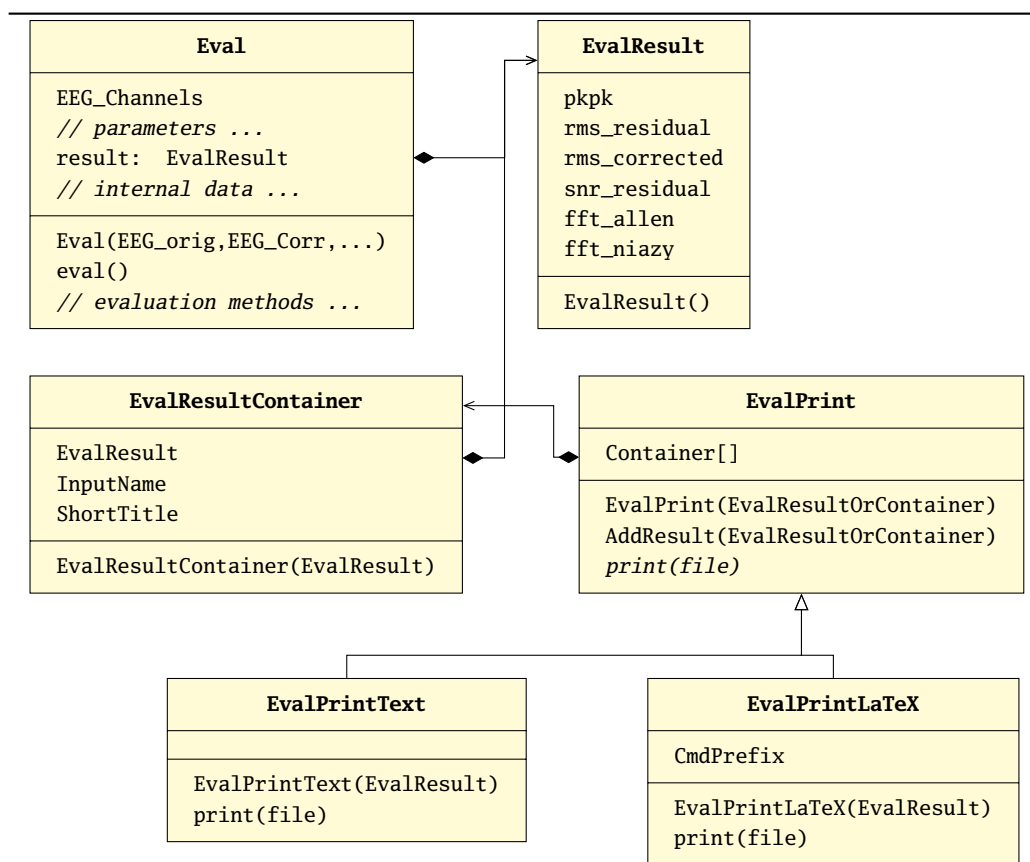 Eval
EEG_Channels
// parameters ...
result: EvalResult
// internal data ...
Eval(EEG_orig,EEG_Corr,...)
eval()
// evaluation methods ...
EvalResult
pkpk
rms_residual
rms_corrected
snr_residual
fft_allen
fft_niazy
EvalResult()
EvalResultContainer
EvalResult
InputName
ShortTitle
EvalResultContainer(EvalResult)
EvalPrint
Container[]
EvalPrint(EvalResultOrContainer)
AddResult(EvalResultOrContainer)
print(file)
EvalPrintText
EvalPrintText(EvalResult)
print(file)
EvalPrintLaTeX
CmdPrefix
EvalPrintLaTeX(EvalResult)
print(file)